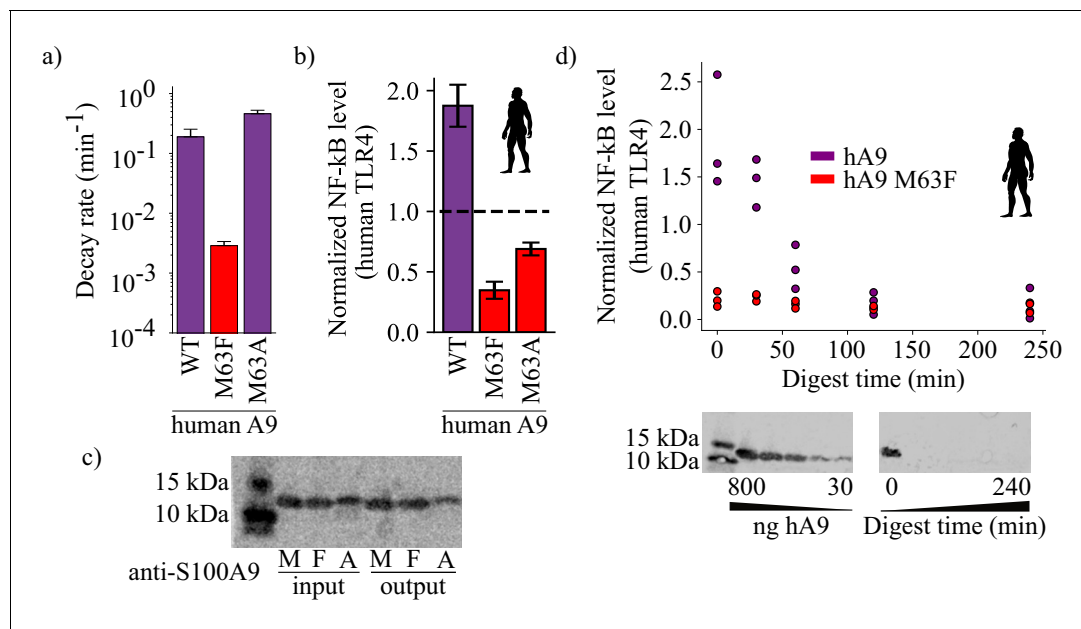 a)
Decay rate (min⁻¹)
10⁰
10⁻¹
10⁻²
10⁻³
10⁻⁴
WT
M63F
M63A
human A9
b)
Normalized NF-kB level
(human TLR4)
2.0
1.5
1.0
0.5
0.0
WT
M63F
M63A
human A9
c)
15 kDa
10 kDa
M F A M F A
anti-S100A9 input output
d)
Normalized NF-kB level
(human TLR4)
2.5
2.0
1.5
1.0
0.5
0.0
hA9
hA9 M63F
0 50 100 150 200 250
Digest time (min)
15 kDa
10 kDa
800 30 0 240
ng hA9 Digest time (min)